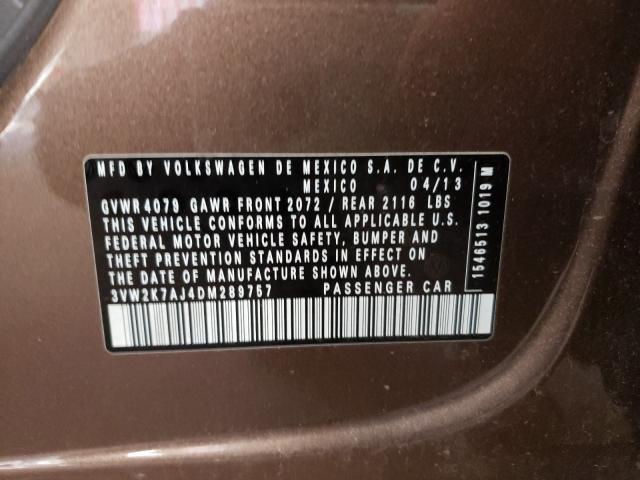 MFD BY VOLKSWAGEN DE MEXICO S.A. DE C.V.
MEXICO 04/13
GVWR 4079 GAWR FRONT 2072 / REAR 2116 LBS
THIS VEHICLE CONFORMS TO ALL APPLICABLE U.S.
FEDERAL MOTOR VEHICLE SAFETY, BUMPER AND
THEFT PREVENTION STANDARDS IN EFFECT ON
THE DATE OF MANUFACTURE SHOWN ABOVE.
3VW2K7AJ4DM289757 PASSENGER CAR
1546513 1019 M